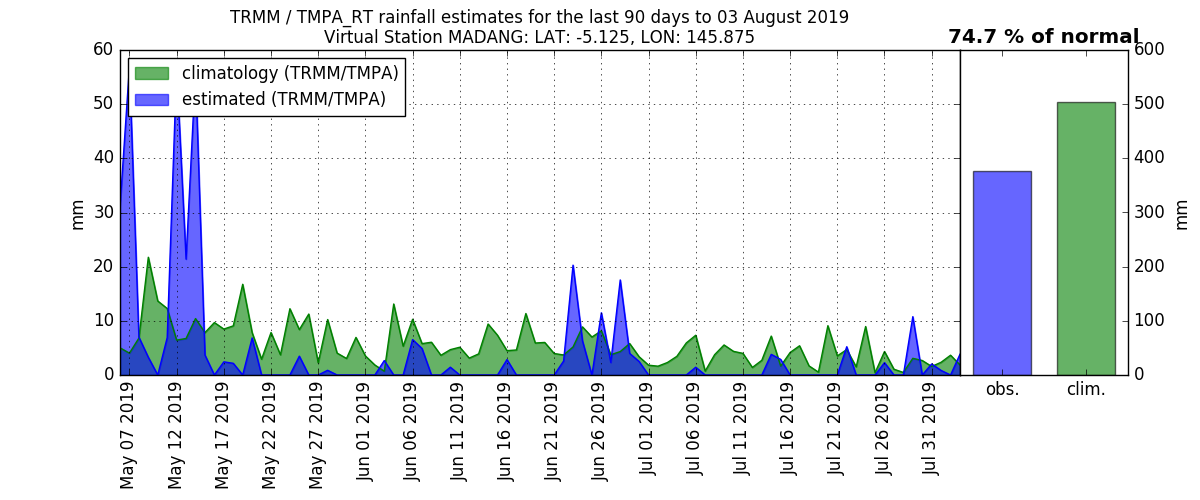 TRMM / TMPA_RT rainfall estimates for the last 90 days to 03 August 2019
Virtual Station MADANG: LAT: -5.125, LON: 145.875
74.7 % of normal
climatology (TRMM/TMPA)
estimated (TRMM/TMPA)
60
50
40
30
20
10
0
mm
May 07 2019
May 12 2019
May 17 2019
May 22 2019
May 27 2019
Jun 01 2019
Jun 06 2019
Jun 11 2019
Jun 16 2019
Jun 21 2019
Jun 26 2019
Jul 01 2019
Jul 06 2019
Jul 11 2019
Jul 16 2019
Jul 21 2019
Jul 26 2019
Jul 31 2019
obs.
clim.
600
500
400
300
200
100
0
mm